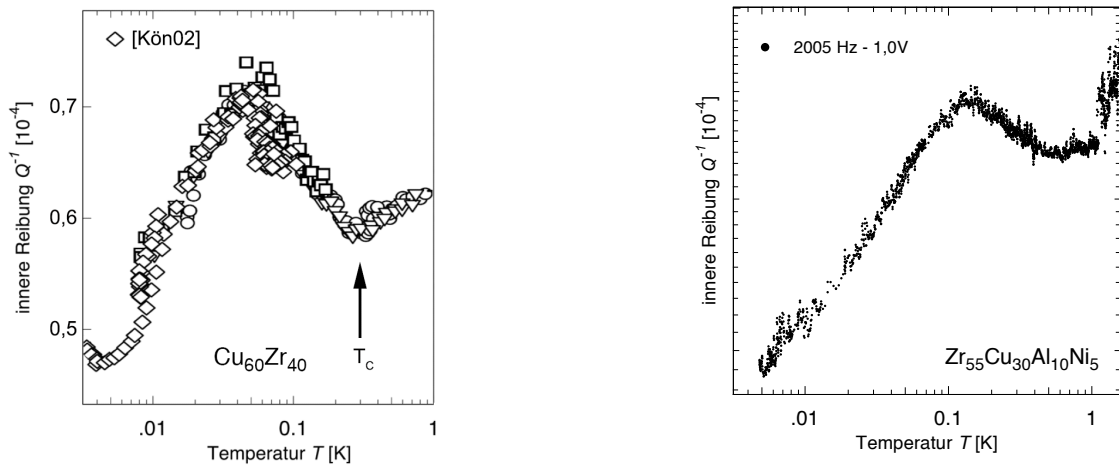 [Kön02]
0,7
0,6
0,5
innere Reibung Q⁻¹ [10⁻⁴]
Cu₆₀Zr₄₀
T_C
.01
0.1
1
Temperatur T [K]
2005 Hz - 1,0V
innere Reibung Q⁻¹ [10⁻⁴]
Zr₅₅Cu₃₀Al₁₀Ni₅
.01
0.1
1
Temperatur T [K]